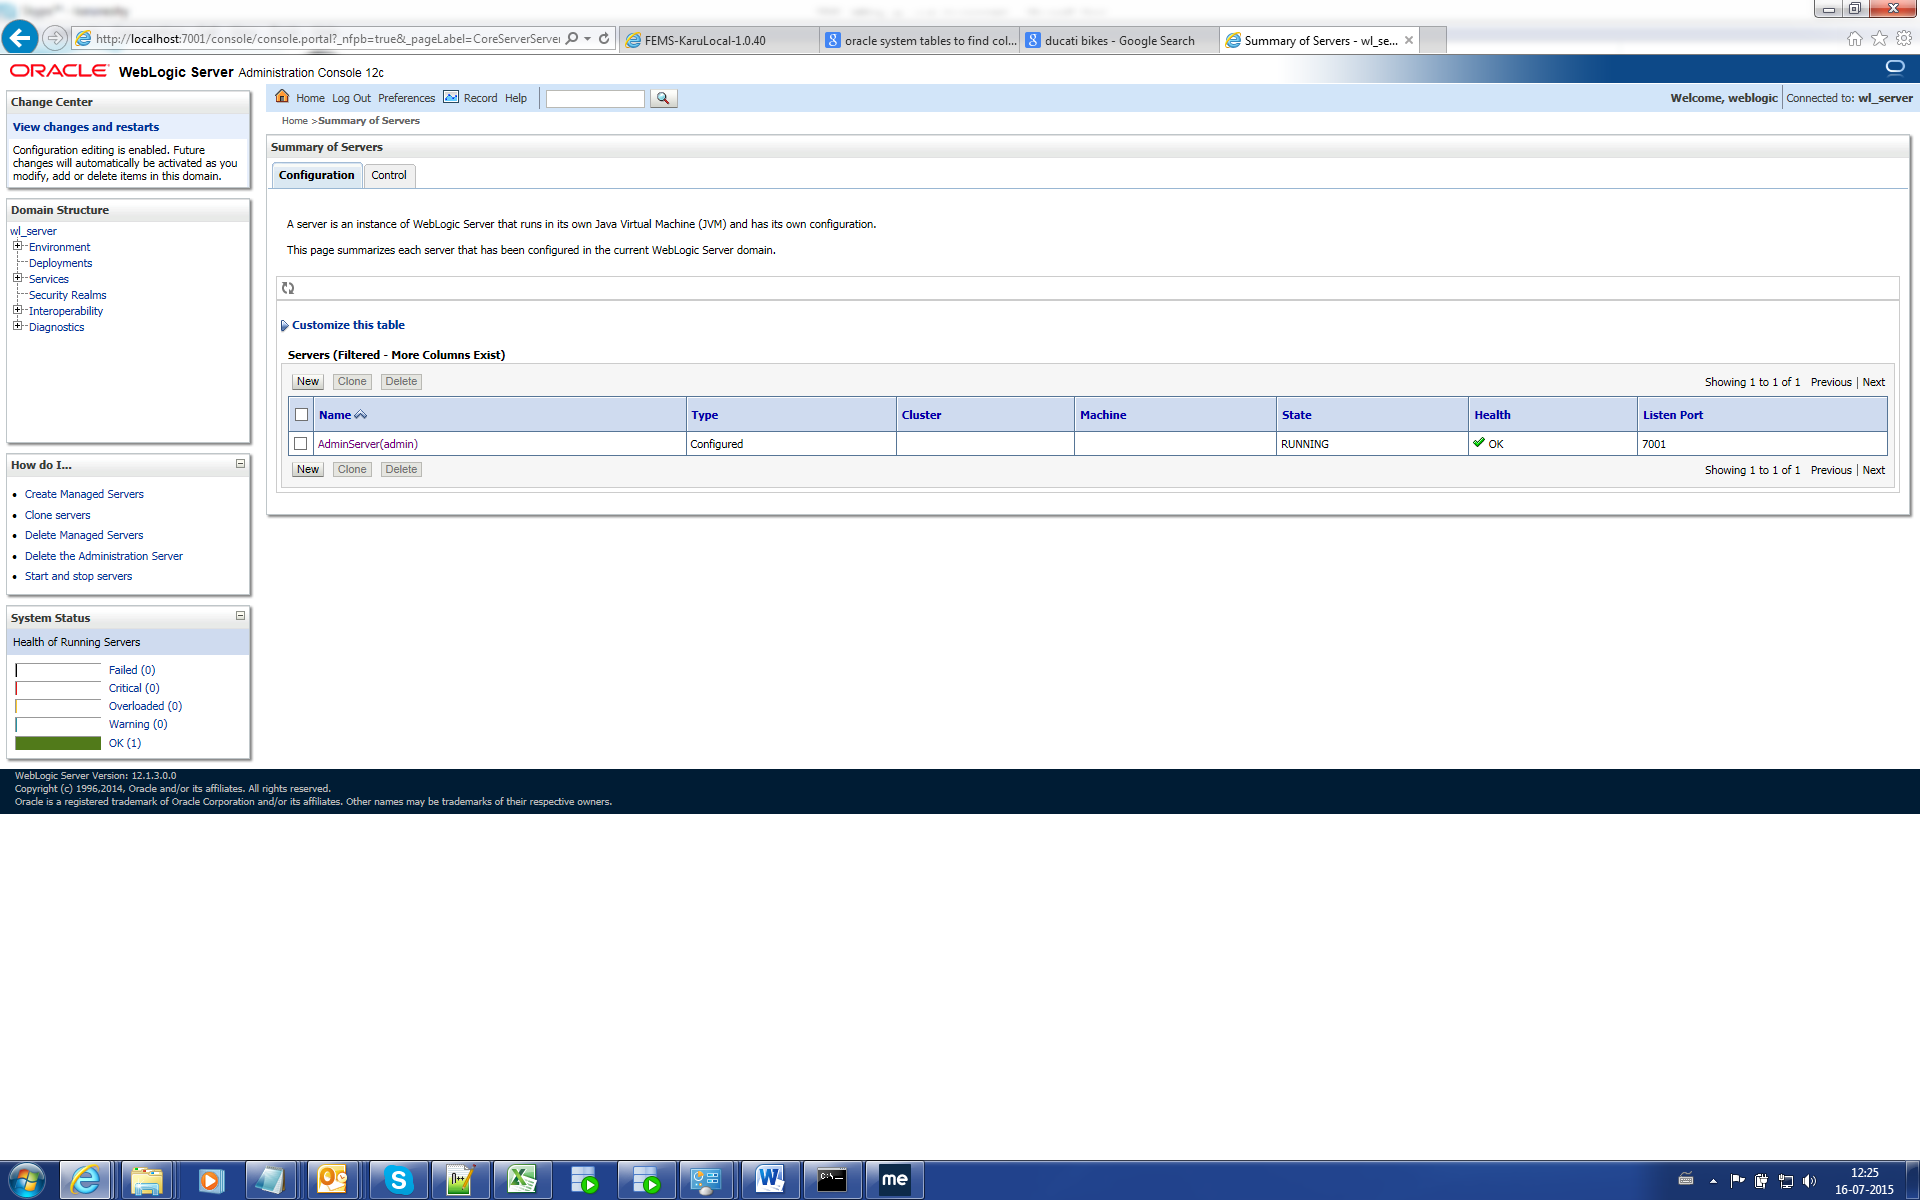 http://localhost:7001/console/console.portal?_nfpb=true&_pageLabel=CoreServerServer
FEMS-KaruLocal-1.0.40
oracle system tables to find col...
ducati bikes - Google Search
Summary of Servers - wl_se...
ORACLE WebLogic Server Administration Console 12c
Change Center
View changes and restarts
Configuration editing is enabled. Future
changes will automatically be activated as you
modify, add or delete items in this domain.
Domain Structure
wl_server
Environment
Deployments
Services
Security Realms
Interoperability
Diagnostics
How do I...
Create Managed Servers
Clone servers
Delete Managed Servers
Delete the Administration Server
Start and stop servers
System Status
Health of Running Servers
Failed (0)
Critical (0)
Overloaded (0)
Warning (0)
OK (1)
Home Log Out Preferences Record Help
Welcome, weblogic Connected to: wl_server
Home >Summary of Servers
Summary of Servers
Configuration Control
A server is an instance of WebLogic Server that runs in its own Java Virtual Machine (JVM) and has its own configuration.
This page summarizes each server that has been configured in the current WebLogic Server domain.
Customize this table
Servers (Filtered - More Columns Exist)
New Clone Delete Showing 1 to 1 of 1 Previous | Next
Name Type Cluster Machine State Health Listen Port
AdminServer(admin) Configured RUNNING OK 7001
New Clone Delete Showing 1 to 1 of 1 Previous | Next
WebLogic Server Version: 12.1.3.0.0
Copyright (c) 1996,2014, Oracle and/or its affiliates. All rights reserved.
Oracle is a registered trademark of Oracle Corporation and/or its affiliates. Other names may be trademarks of their respective owners.
me
12:25
16-07-2015